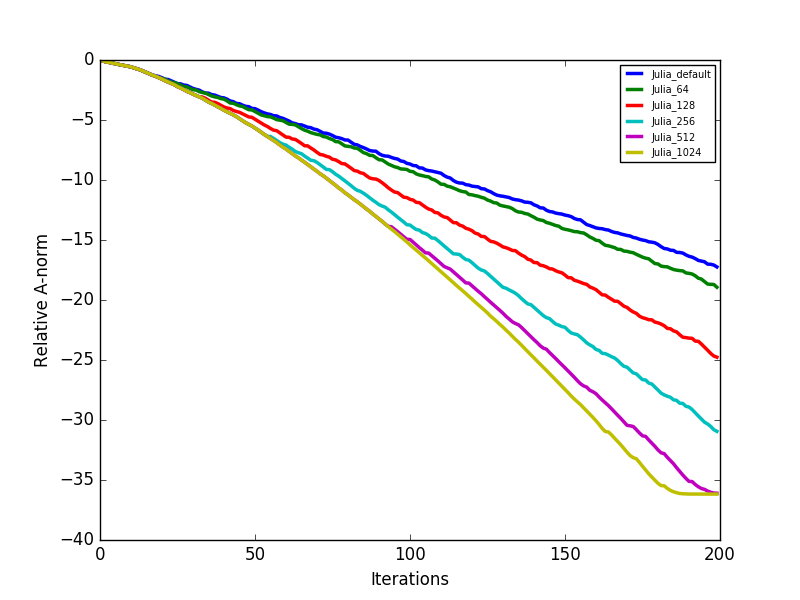 0
−5
−10
−15
−20
−25
−30
−35
−40
Relative A-norm
Julia_default
Julia_64
Julia_128
Julia_256
Julia_512
Julia_1024
0 50 100 150 200
Iterations